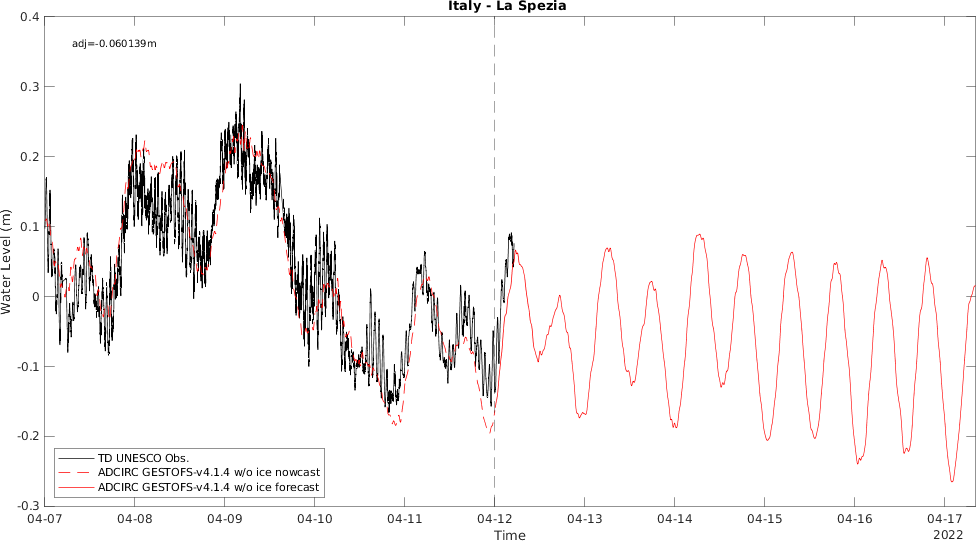 Italy - La Spezia
adj=-0.060139m
Water Level (m)
0.4
0.3
0.2
0.1
0
-0.1
-0.2
-0.3
TD UNESCO Obs.
ADCIRC GESTOFS-v4.1.4 w/o ice nowcast
ADCIRC GESTOFS-v4.1.4 w/o ice forecast
04-07 04-08 04-09 04-10 04-11 04-12 04-13 04-14 04-15 04-16 04-17
Time
2022